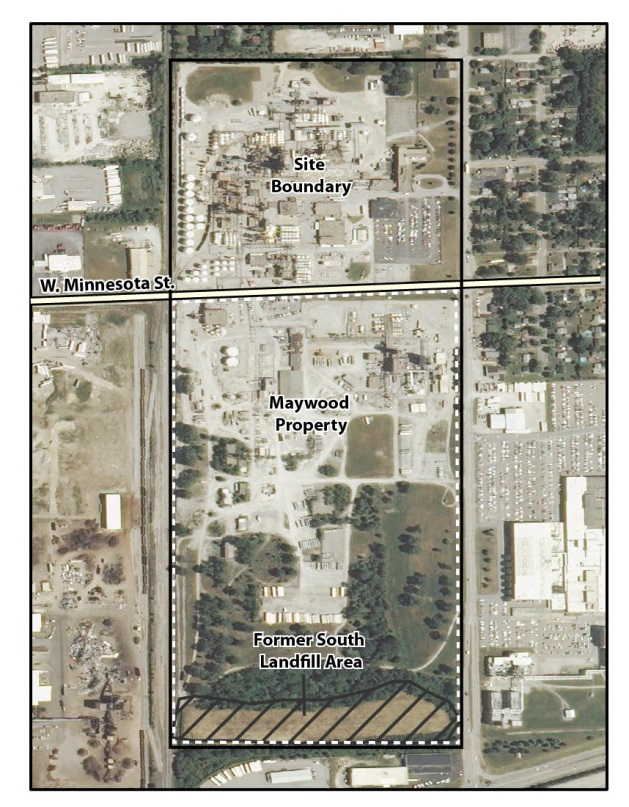 Site
Boundary
W. Minnesota St.
Maywood
Property
Former South
Landfill Area